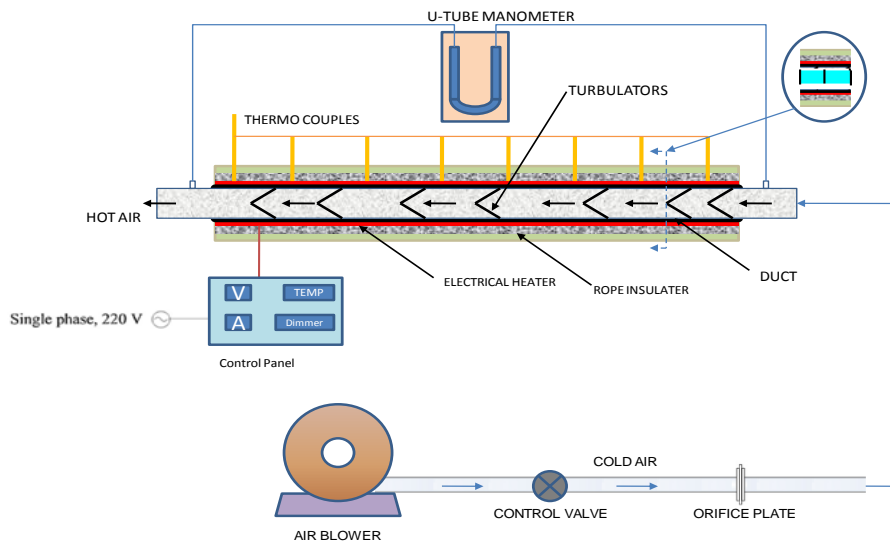 U-TUBE MANOMETER
THERMO COUPLES
TURBULATORS
HOT AIR
ELECTRICAL HEATER
ROPE INSULATER
DUCT
V
TEMP
A
Dimmer
Single phase, 220 V
Control Panel
COLD AIR
CONTROL VALVE
ORIFICE PLATE
AIR BLOWER